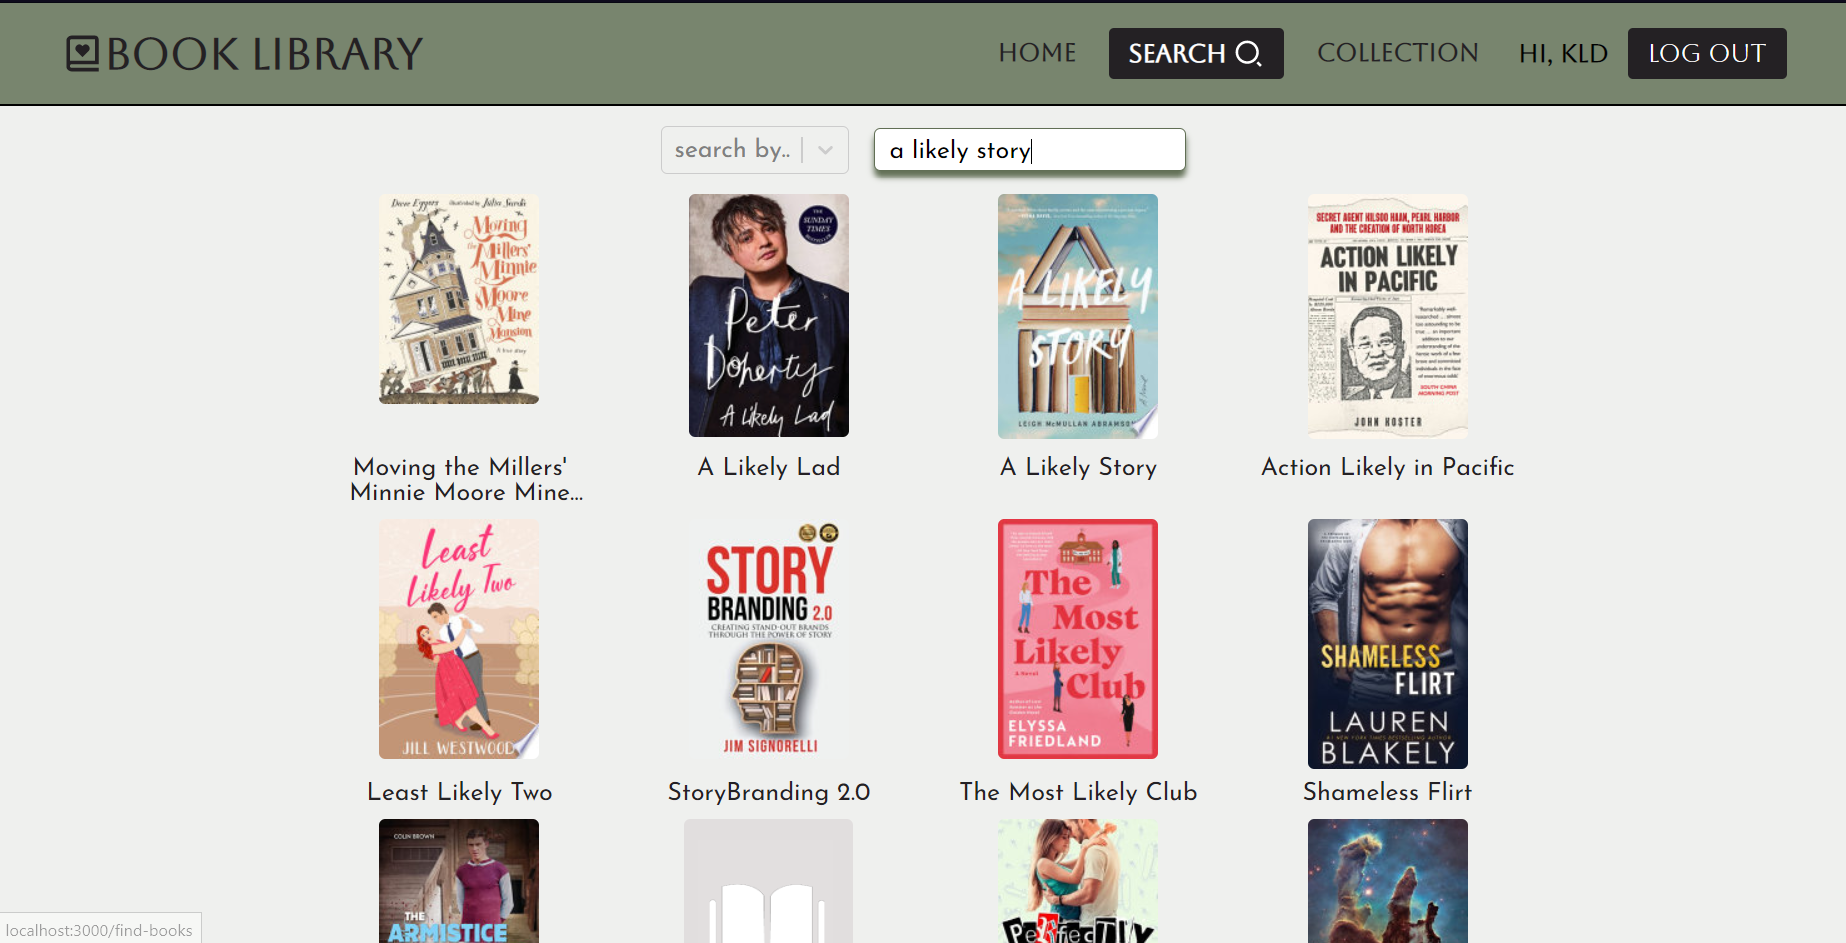 BOOK LIBRARY
HOME
SEARCH
COLLECTION
HI, KLD
LOG OUT
search by..
a likely story
Dave Eggers
illustrated by Júlia Sardà
Moving
the
Millers'
Minnie
Moore
Mine
Mansion
A true story
THE
SUNDAY
TIMES
BESTSELLER
Peter
Doherty
A Likely Lad
A LIKELY
STORY
A Novel
LEIGH McMULLAN ABRAMSON
SECRET AGENT KILSOO HAAN, PEARL HARBOR
AND THE CREATION OF NORTH KOREA
ACTION LIKELY
IN PACIFIC
SOUTH CHINA
MORNING POST
JOHN KOSTER
Moving the Millers'
Minnie Moore Mine...
A Likely Lad
A Likely Story
Action Likely in Pacific
Least
Likely Two
JILL WESTWOOD
STORY
BRANDING 2.0
CREATING STAND-OUT BRANDS
THROUGH THE POWER OF STORY
JIM SIGNORELLI
The
Most
Likely
Club
A Novel
ELYSSA
FRIEDLAND
SHAMELESS
FLIRT
LAUREN
BLAKELY
Least Likely Two
StoryBranding 2.0
The Most Likely Club
Shameless Flirt
COLIN BROWN
THE
ARMISTICE
PERFECTLY
localhost:3000/find-books